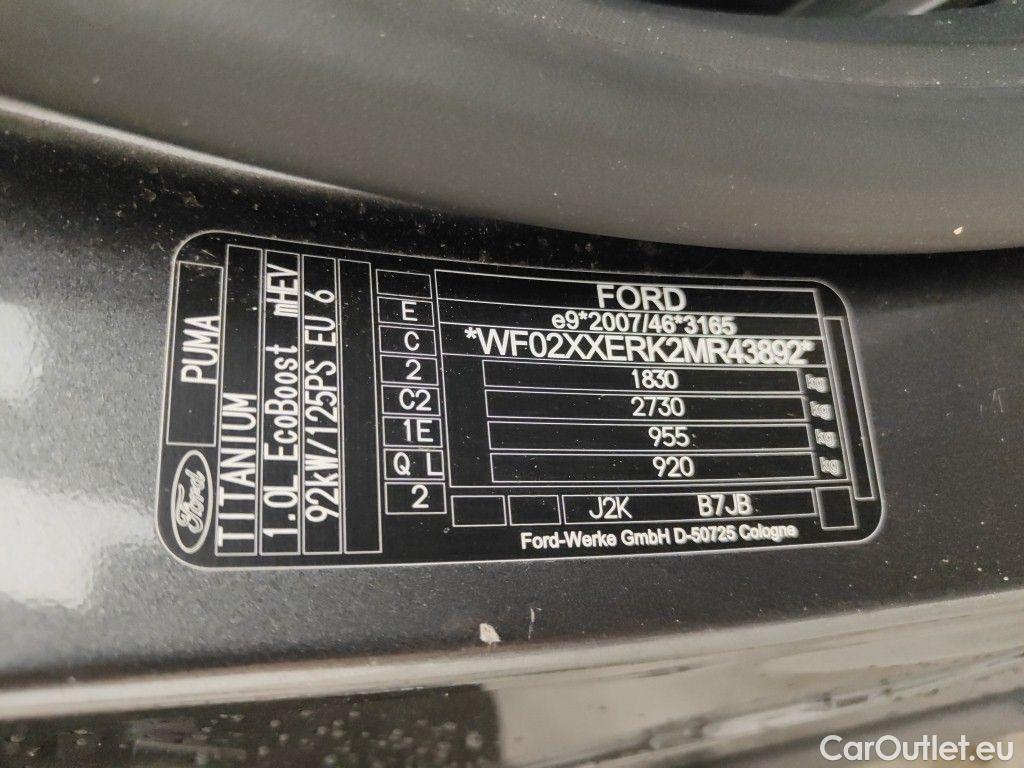 PUMA
Ford
TITANIUM
1.0L EcoBoost mHEV
92kW/125PS EU 6
E
C
2
C2
1E
Q L
2
FORD
e9*2007/46*3165
*WF02XXERK2MR43892*
1830 kg
2730 kg
955 kg
920 kg
J2K B7JB
Ford-Werke GmbH D-50725 Cologne
CarOutlet.eu